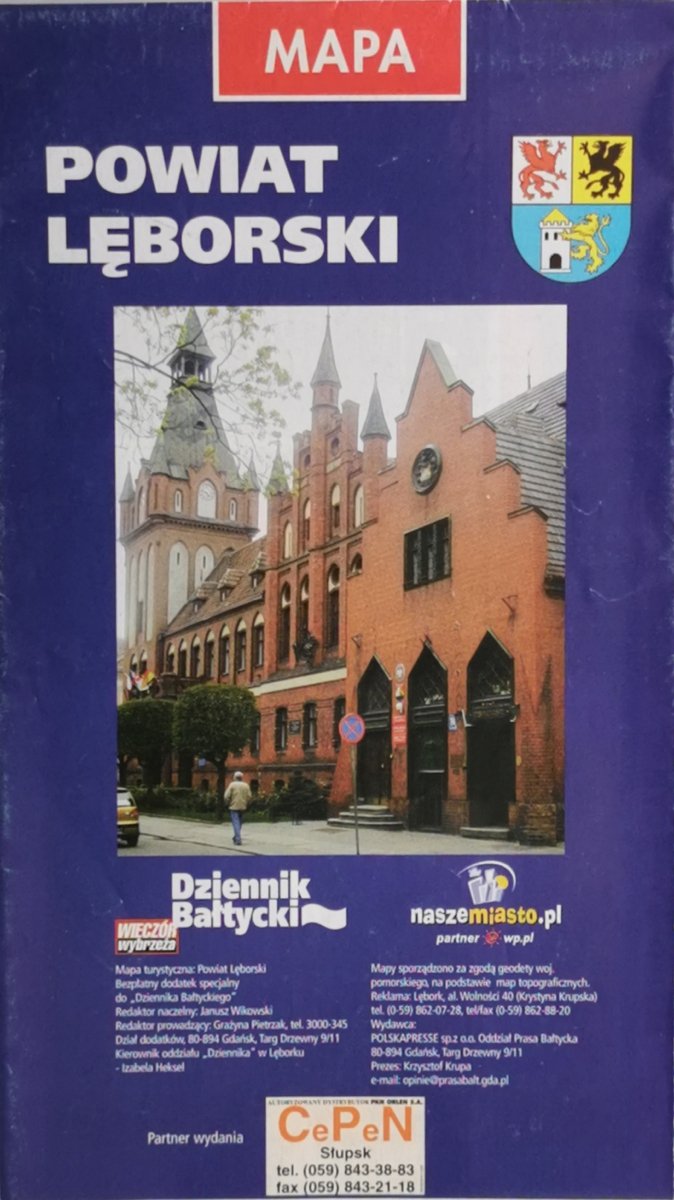 MAPA
POWIAT
LĘBORSKI
Dziennik
Bałtycki
WIECZÓR
wybrzeża
naszemiasto.pl
partner wp.pl
Mapa turystyczna: Powiat Lęborski
Bezpłatny dodatek specjalny
do „Dziennika Bałtyckiego"
Redaktor naczelny: Janusz Wikowski
Redaktor prowadzący: Grażyna Pietrzak, tel. 3000-345
Dział dodatków, 80-894 Gdańsk, Targ Drzewny 9/11
Kierownik oddziału „Dziennika" w Lęborku
- Izabela Heksel
Mapy sporządzono za zgodą geodety woj.
pomorskiego, na podstawie map topograficznych.
Reklama: Lębork, al. Wolności 40 (Krystyna Krupska)
tel. (0-59) 862-07-28, tel/fax (0-59) 862-88-20
Wydawca:
POLSKAPRESSE sp.z o.o. Oddział Prasa Bałtycka
80-894 Gdańsk, Targ Drzewny 9/11
Prezes: Krzysztof Krupa
e-mail: opinie@prasabalt.gda.pl
Partner wydania
AUTORYZOWANY DYSTRYBUTOR PKN ORLEN S.A.
CePeN
Słupsk
tel. (059) 843-38-83
fax (059) 843-21-18